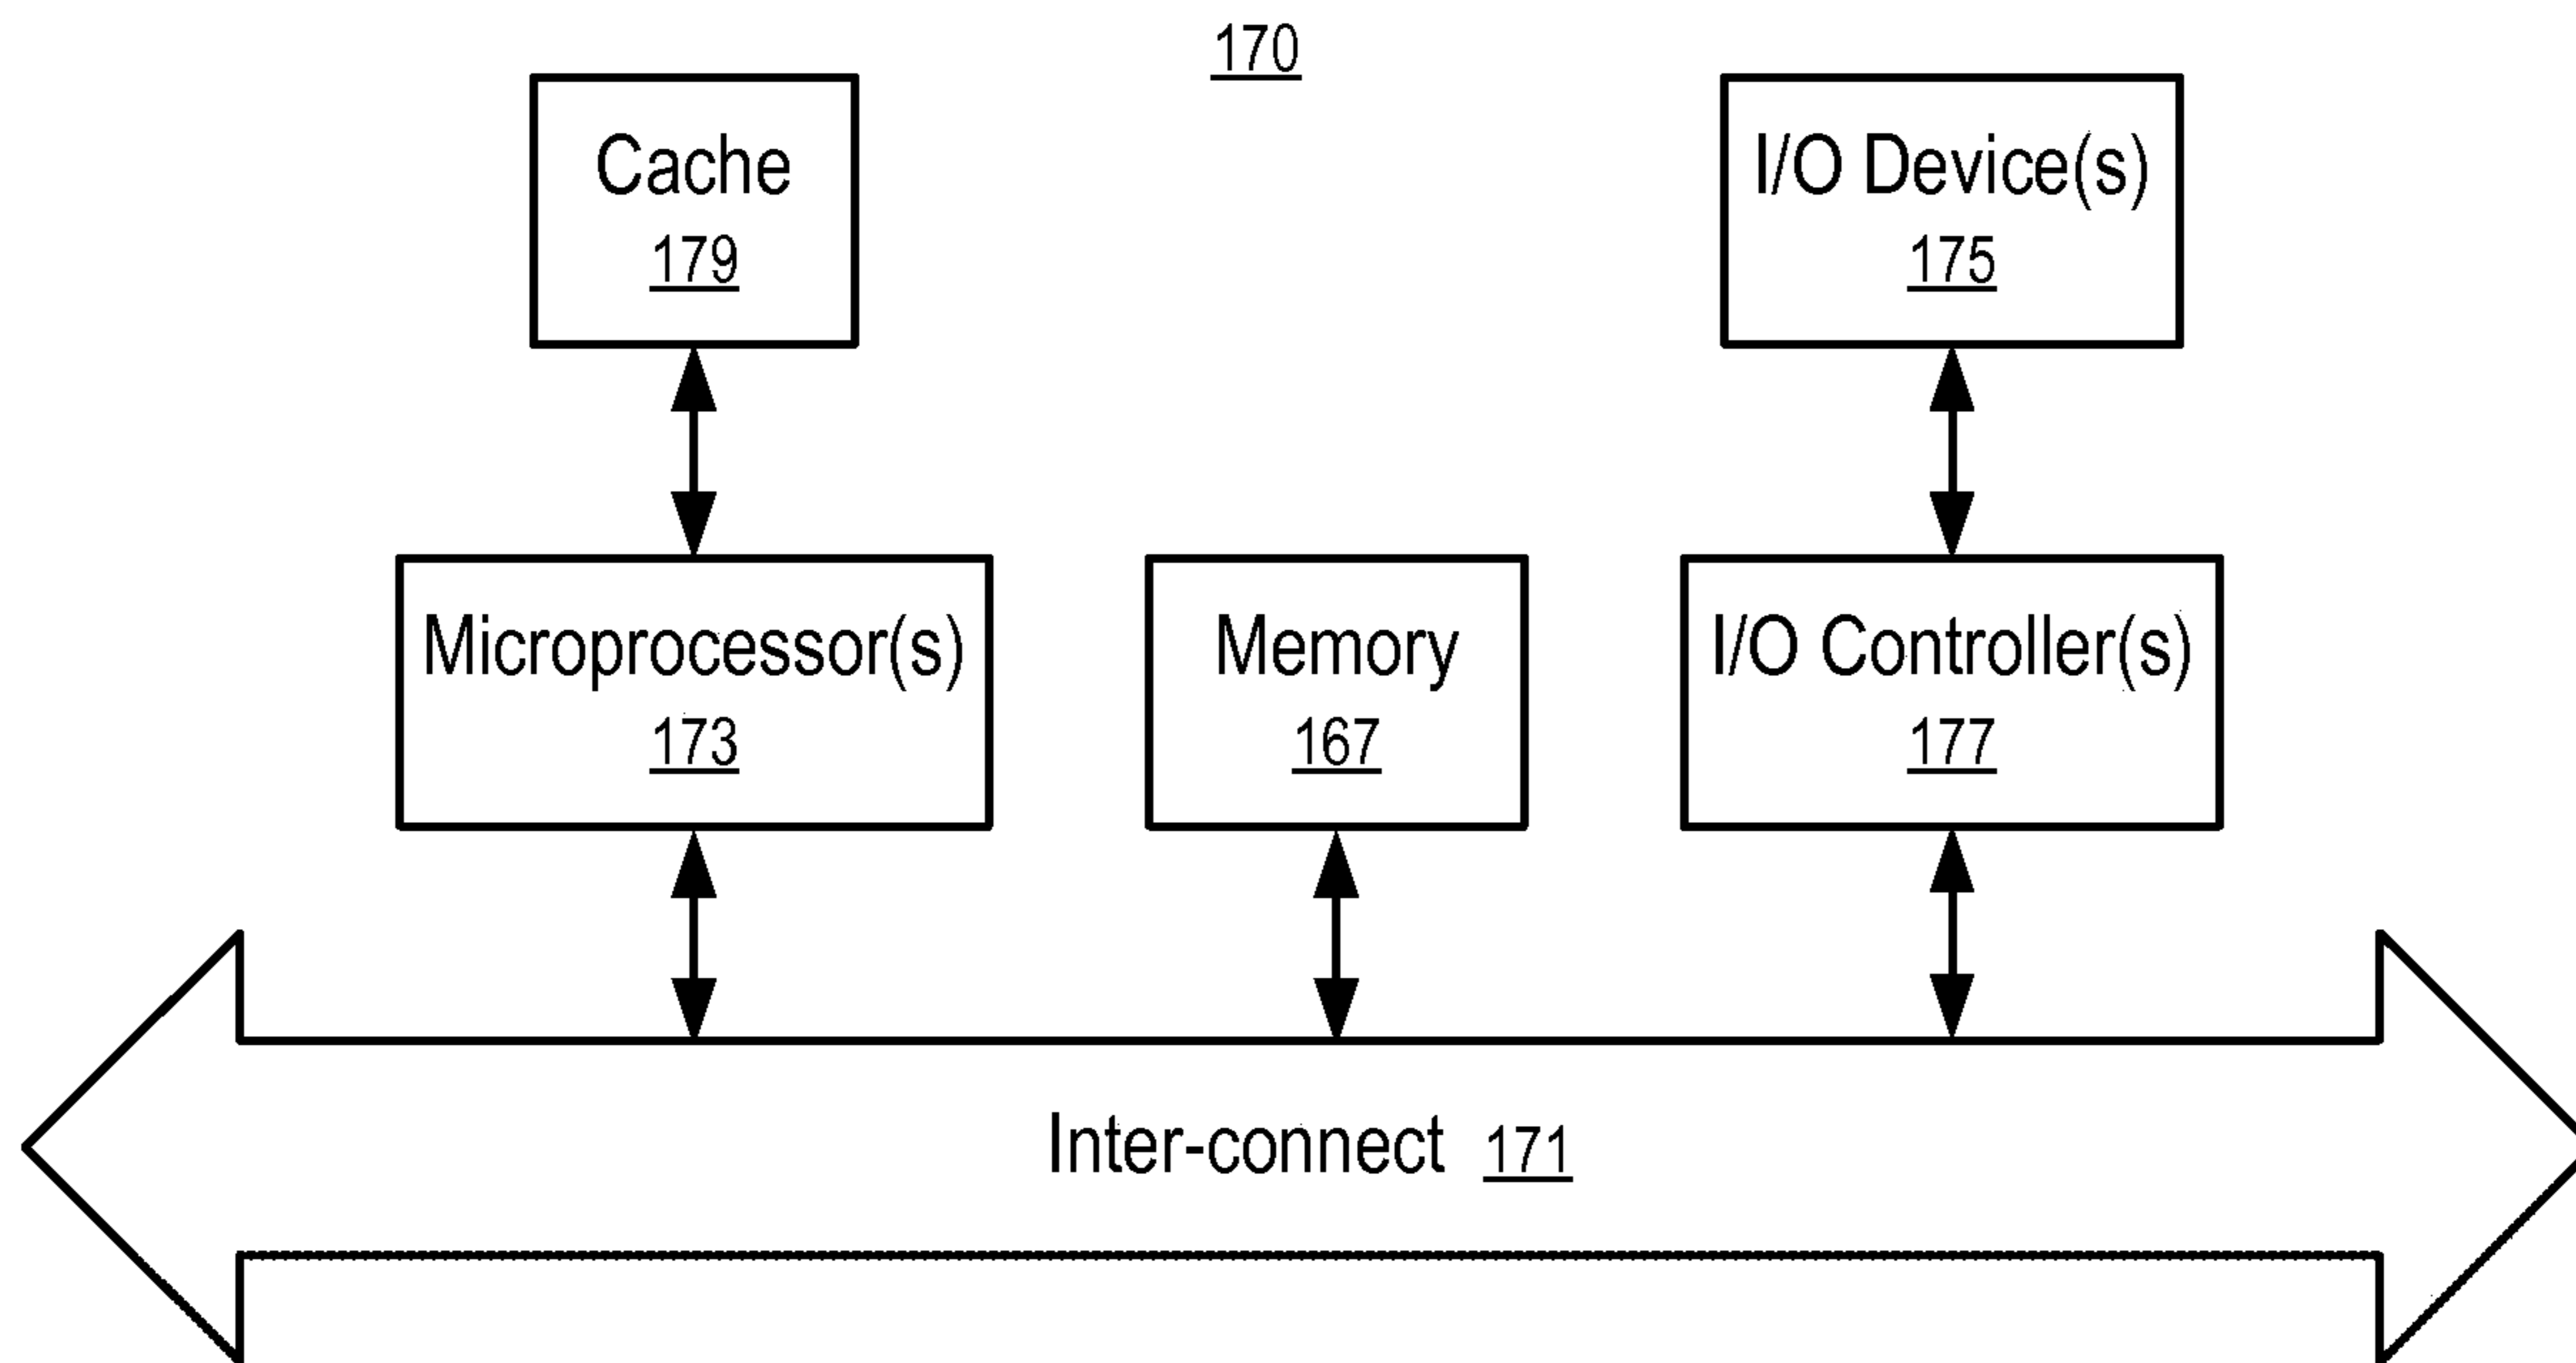 170
Cache
179
I/O Device(s)
175
Microprocessor(s)
173
Memory
167
I/O Controller(s)
177
Inter-connect 171